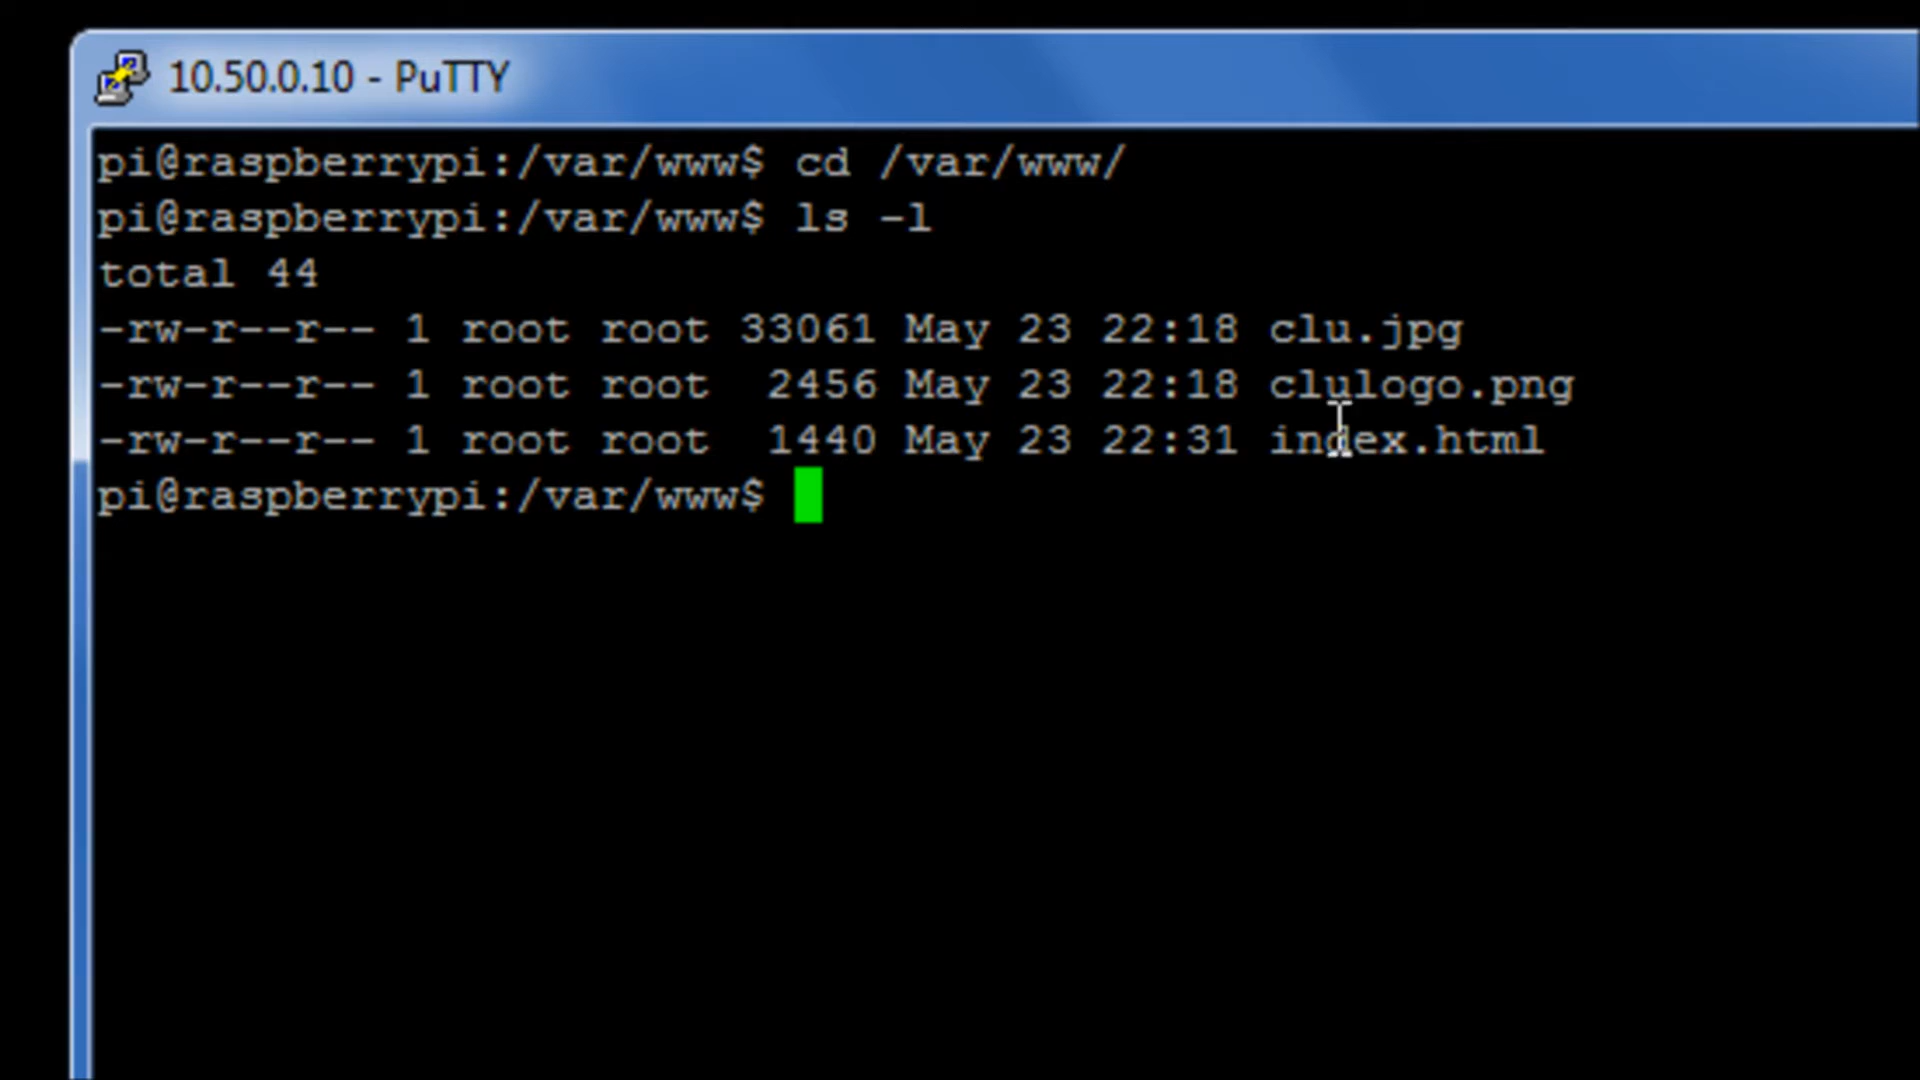 10.50.0.10 - PuTTY
pi@raspberrypi:/var/www$ cd /var/www/
pi@raspberrypi:/var/www$ ls -l
total 44
-rw-r--r-- 1 root root 33061 May 23 22:18 clu.jpg
-rw-r--r-- 1 root root  2456 May 23 22:18 clulogo.png
-rw-r--r-- 1 root root  1440 May 23 22:31 index.html
pi@raspberrypi:/var/www$